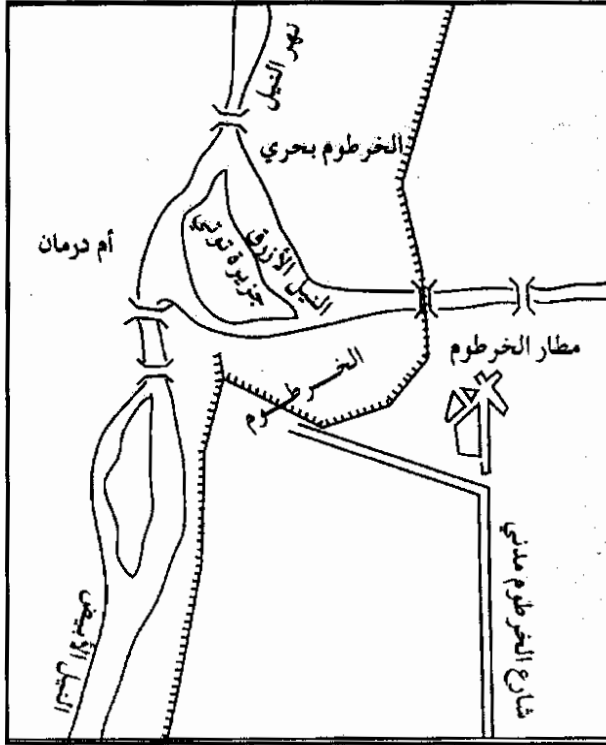 نهر النيل
الخرطوم بحري
أم درمان
النيل الأزرق
جزيرة توتي
مطار الخرطوم
الخرطوم
شارع الخرطوم مدني
النيل الأبيض